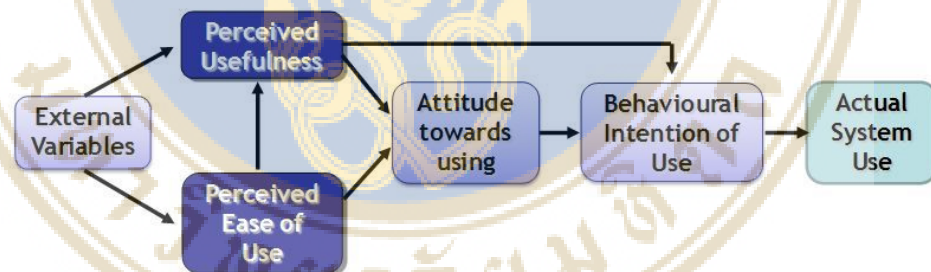 Perceived
Usefulness
External
Variables
Perceived
Ease of
Use
Attitude
towards
using
Behavioural
Intention of
Use
Actual
System
Use